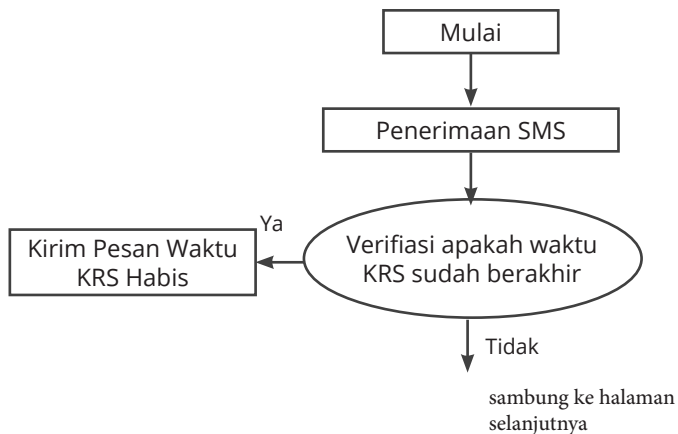 Mulai
Penerimaan SMS
Ya
Kirim Pesan Waktu
KRS Habis
Verifiasi apakah waktu
KRS sudah berakhir
Tidak
sambung ke halaman
selanjutnya